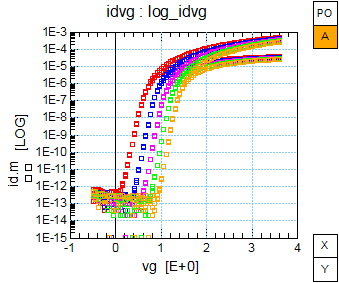 idvg : log_idvg
PO
A
1E-3
1E-4
1E-5
1E-6
1E-7
1E-8
1E-9
1E-10
1E-11
1E-12
1E-13
1E-14
1E-15
id.m [LOG]
-1 0 1 2 3 4
vg [E+0]
X
Y